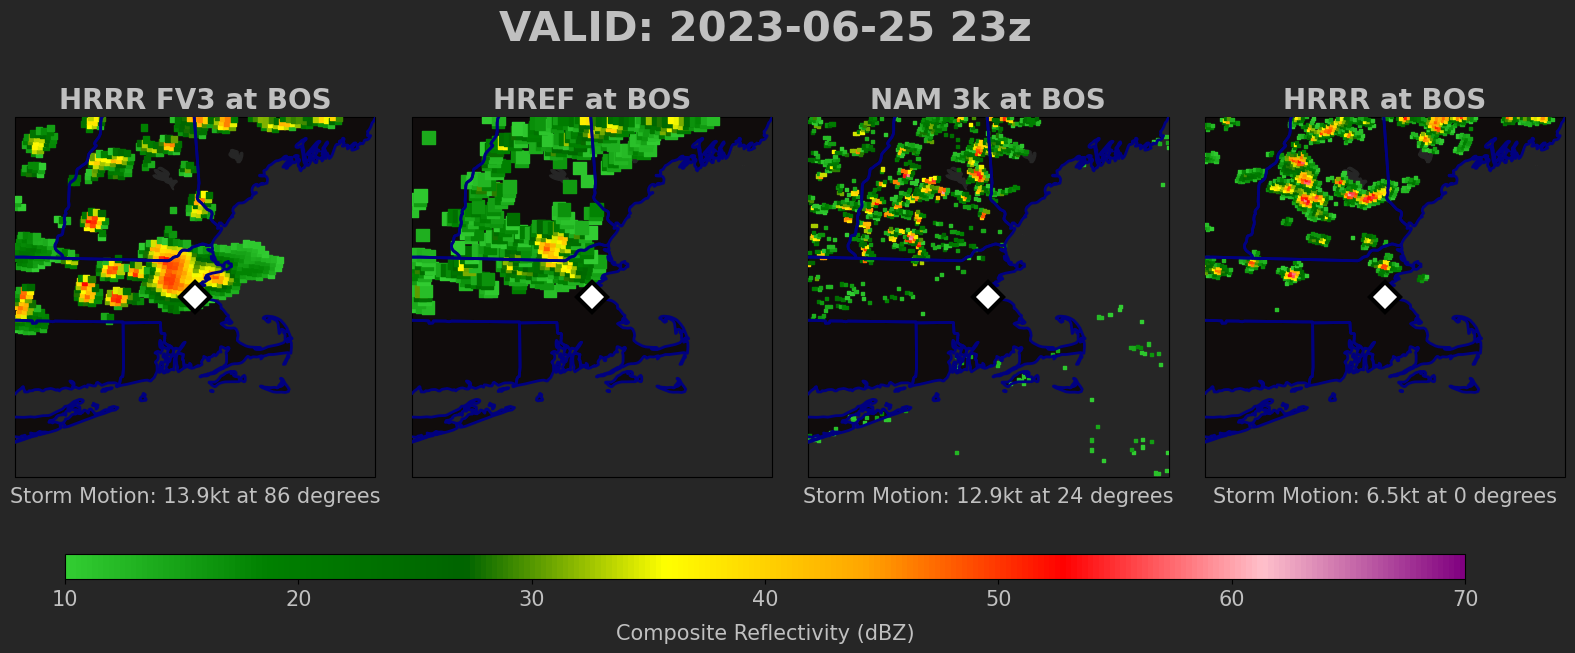 VALID: 2023-06-25 23z
HRRR FV3 at BOS
HREF at BOS
NAM 3k at BOS
HRRR at BOS
Storm Motion: 13.9kt at 86 degrees
Storm Motion: 12.9kt at 24 degrees
Storm Motion: 6.5kt at 0 degrees
10 20 30 40 50 60 70
Composite Reflectivity (dBZ)